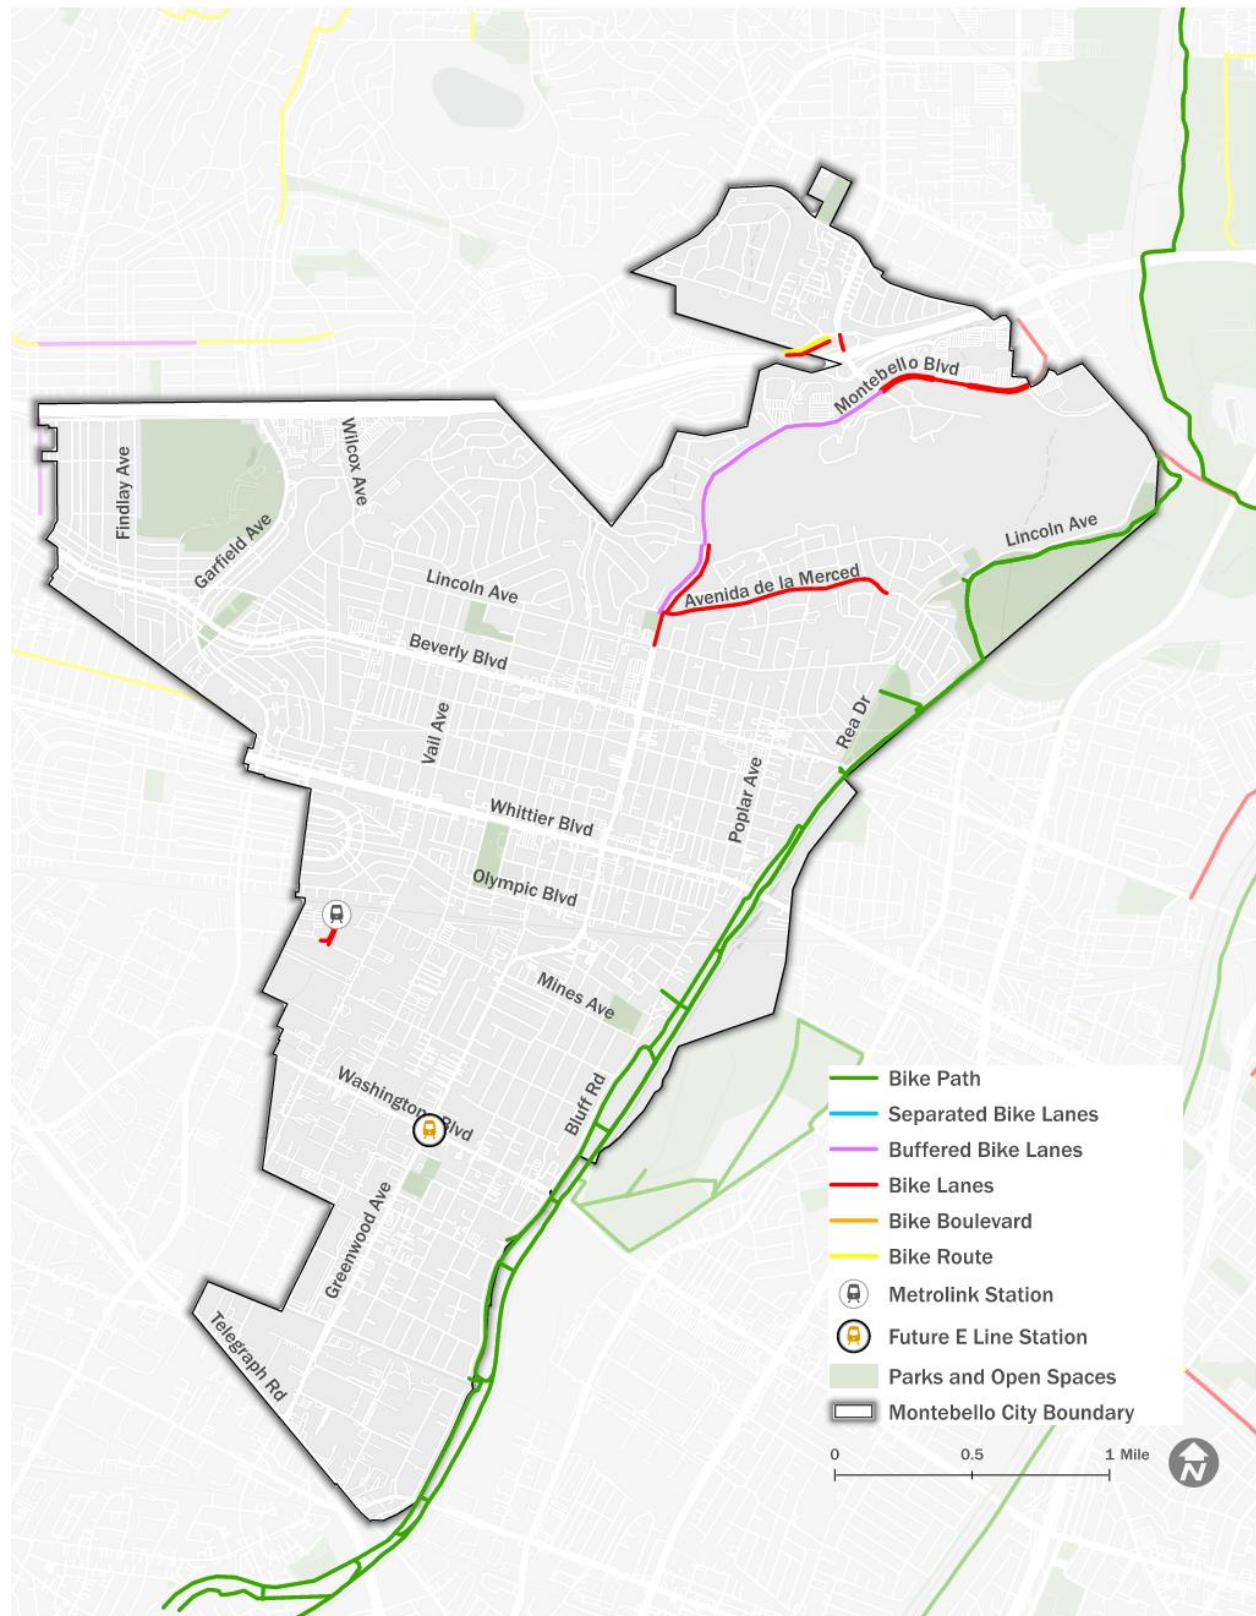 Montebello Blvd
Wilcox Ave
Findlay Ave
Garfield Ave
Lincoln Ave
Lincoln Ave
Avenida de la Merced
Beverly Blvd
Vail Ave
Rea Dr
Poplar Ave
Whittier Blvd
Olympic Blvd
Mines Ave
Washington Blvd
Bluff Rd
Greenwood Ave
Telegraph Rd
Bike Path
Separated Bike Lanes
Buffered Bike Lanes
Bike Lanes
Bike Boulevard
Bike Route
Metrolink Station
Future E Line Station
Parks and Open Spaces
Montebello City Boundary
0 0.5 1 Mile
N